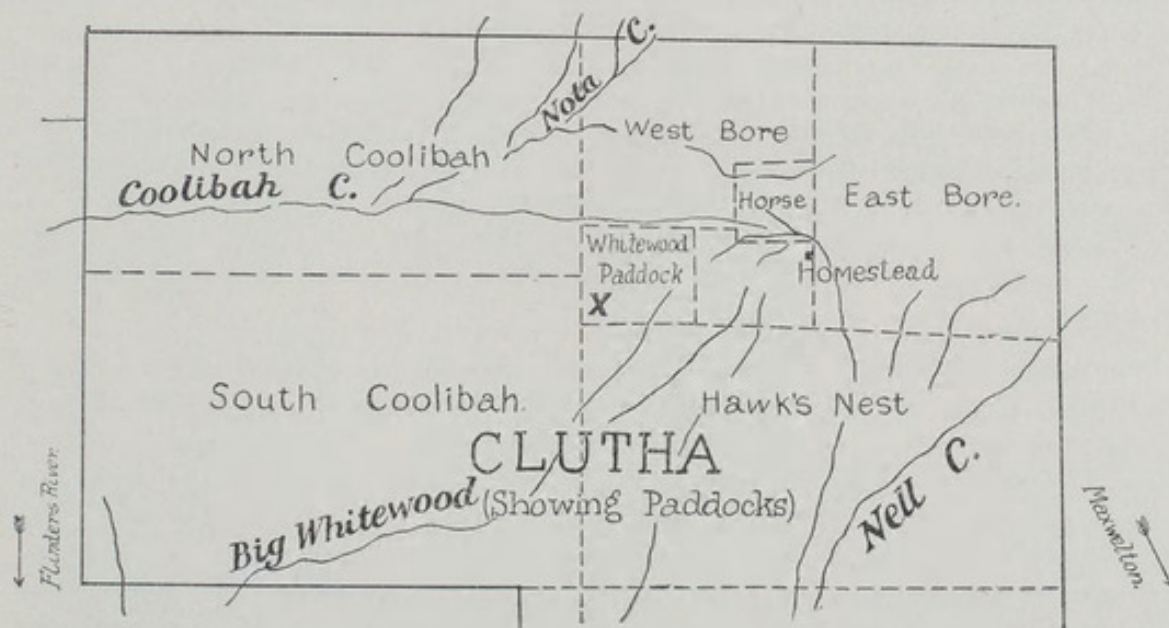 Nota C.
West Bore
North Coolibah
Coolibah C.
Horse
East Bore.
Whitewood
Paddock
Homestead
X
South Coolibah.
Hawk's Nest
CLUTHA
(Showing Paddocks)
Big Whitewood
Neil C.
Flinders River.
Maxwelton.